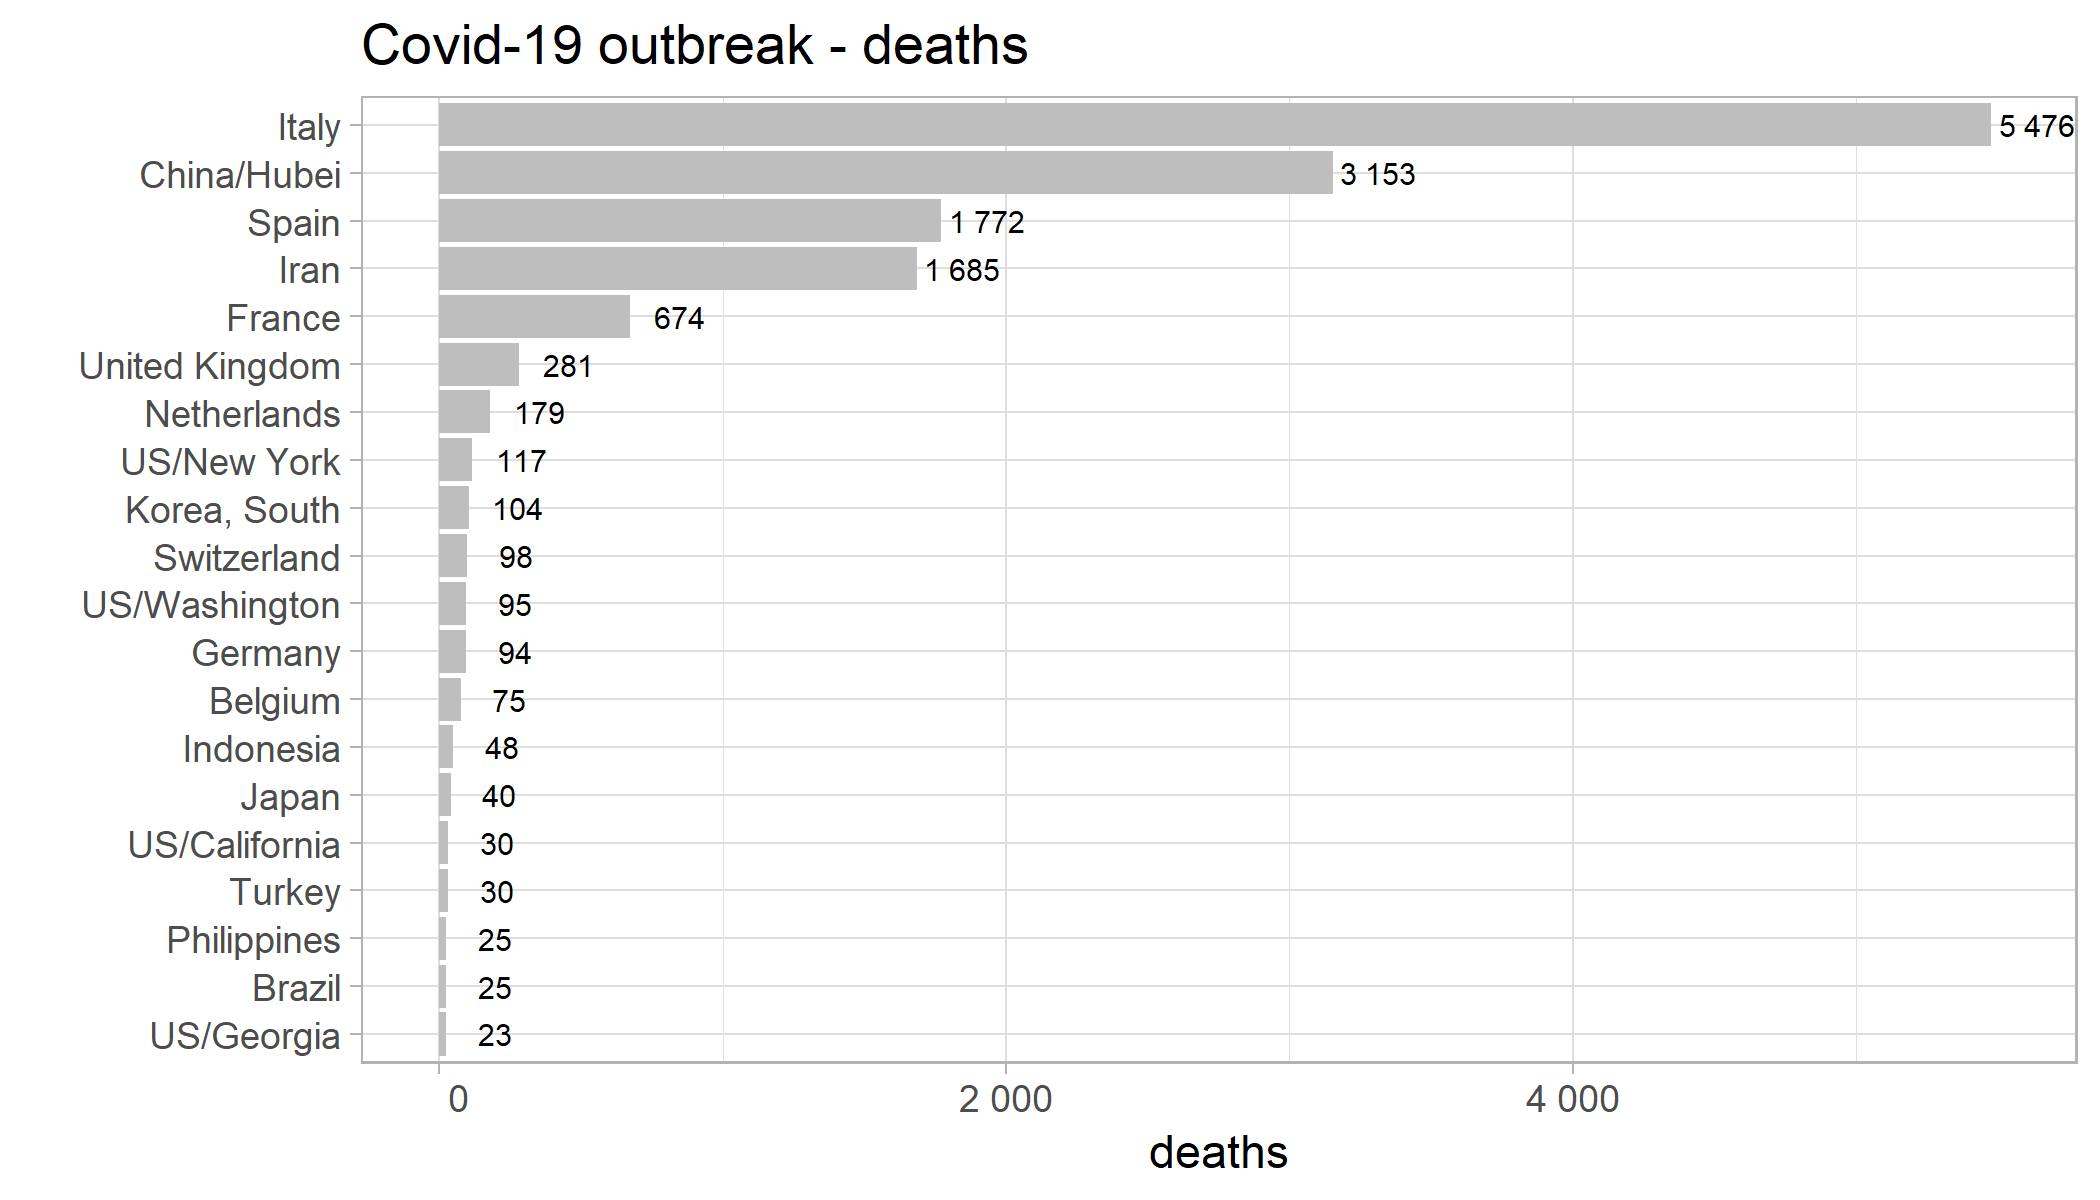 Covid-19 outbreak - deaths
Italy 5 476
China/Hubei 3 153
Spain 1 772
Iran 1 685
France 674
United Kingdom 281
Netherlands 179
US/New York 117
Korea, South 104
Switzerland 98
US/Washington 95
Germany 94
Belgium 75
Indonesia 48
Japan 40
US/California 30
Turkey 30
Philippines 25
Brazil 25
US/Georgia 23
0 2 000 4 000
deaths